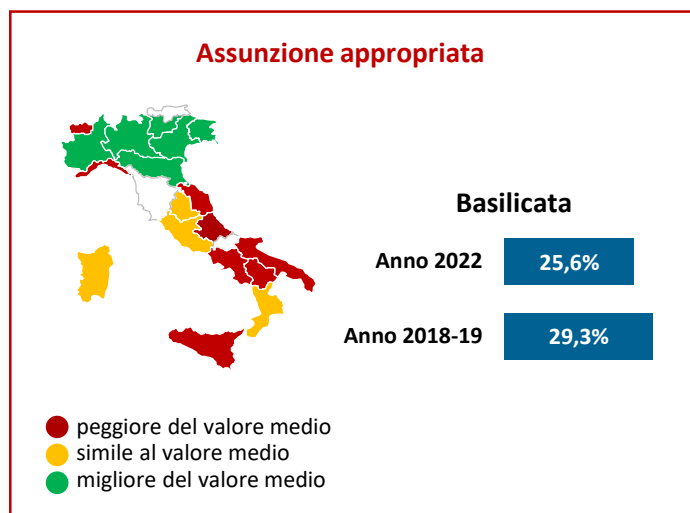 Assunzione appropriata
Basilicata
Anno 2022
25,6%
Anno 2018-19
29,3%
peggiore del valore medio
simile al valore medio
migliore del valore medio